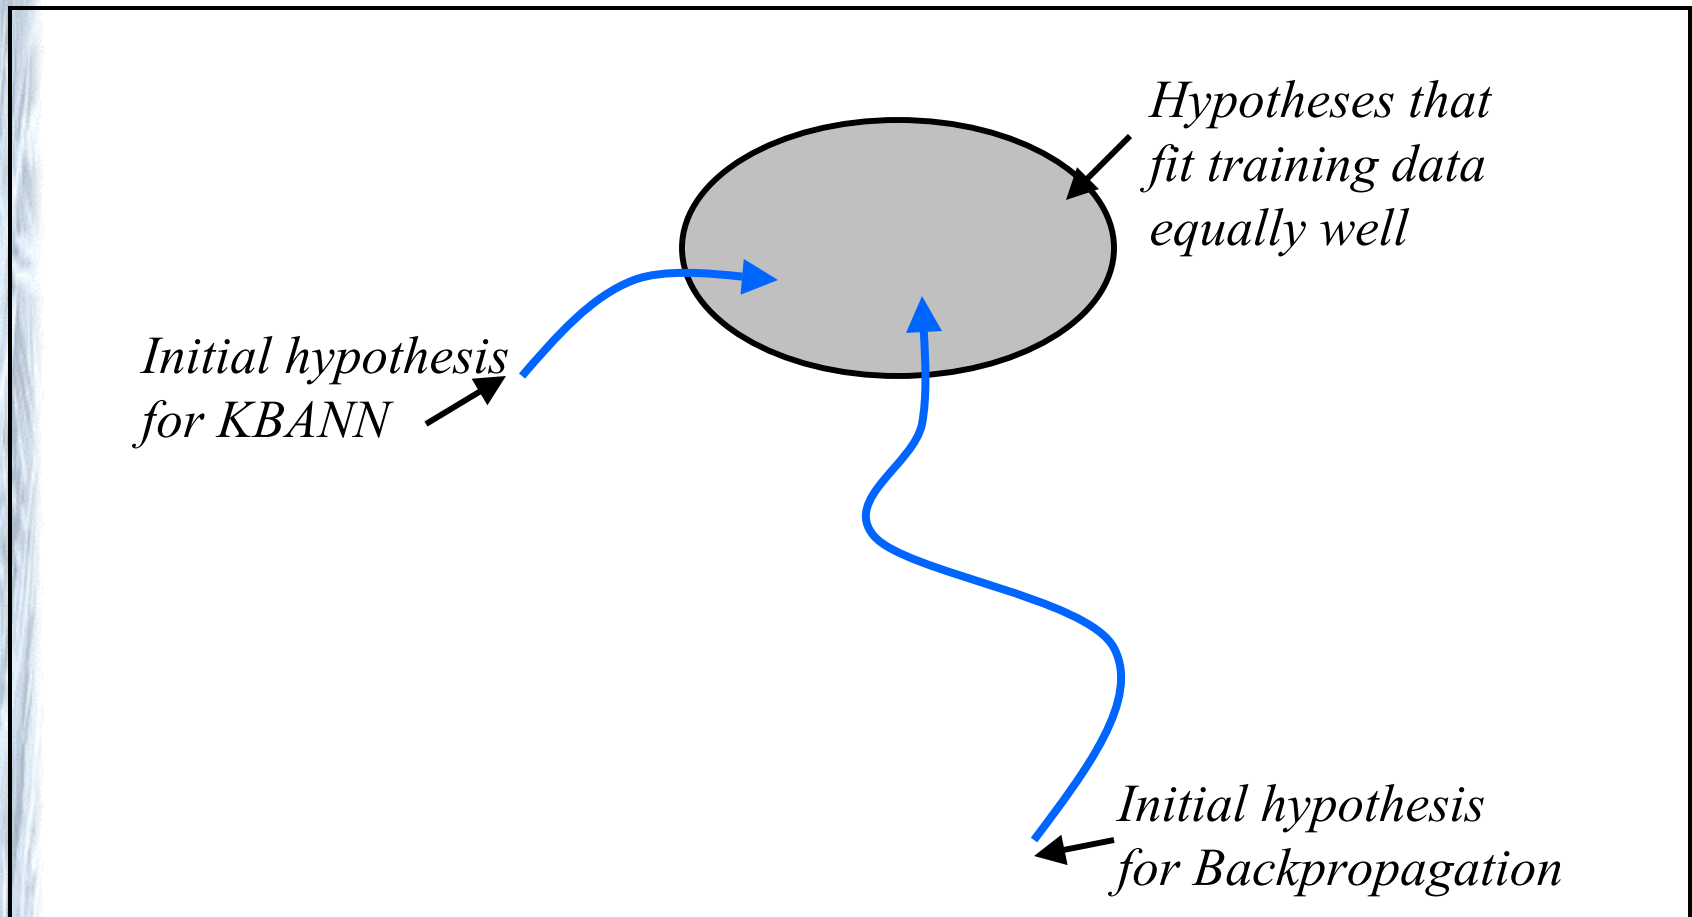 Hypotheses that
fit training data
equally well
Initial hypothesis
for KBANN
Initial hypothesis
for Backpropagation